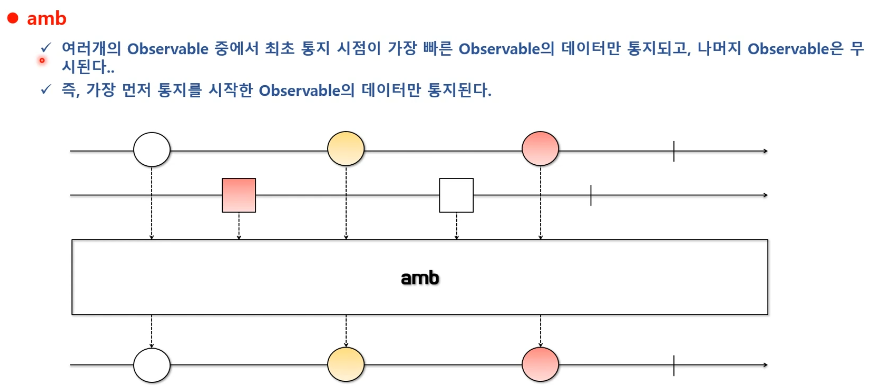 amb
여러개의 Observable 중에서 최초 통지 시점이 가장 빠른 Observable의 데이터만 통지되고, 나머지 Observable은 무
시된다..
즉, 가장 먼저 통지를 시작한 Observable의 데이터만 통지된다.
amb